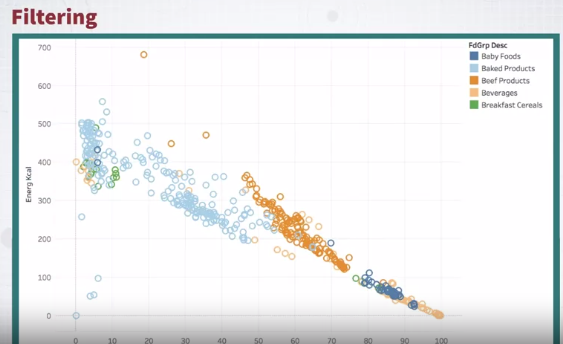 Filtering
FdGrp Desc
Baby Foods
Baked Products
Beef Products
Beverages
Breakfast Cereals
700
600
500
400
300
200
100
0
Energ Kcal
0 10 20 30 40 50 60 70 80 90 100